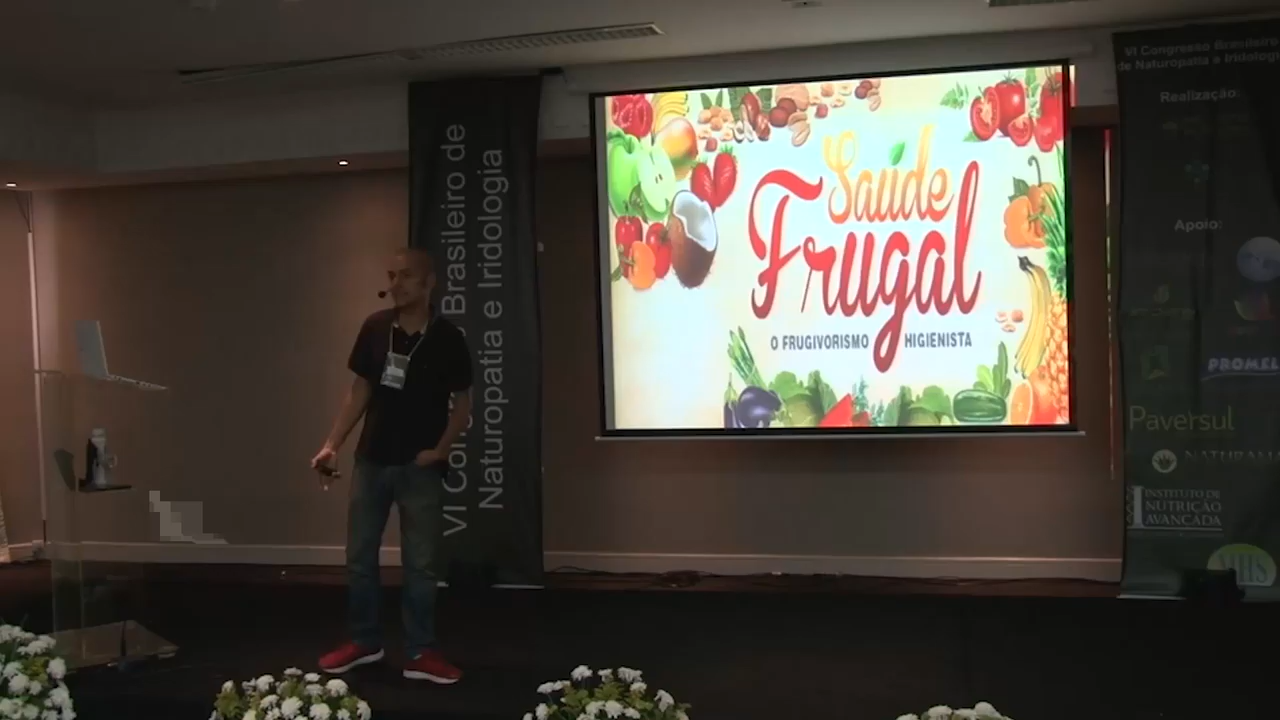 VI Congresso Brasileiro de
Naturopatia e Iridologia
Saúde
Frugal
O FRUGIVORISMO HIGIENISTA
VI Congresso Brasileiro
de Naturopatia e Iridologia
Realização:
Apoio:
PROMEL
Paversul
NATURAMA
INSTITUTO DE
NUTRIÇÃO
AVANÇADA